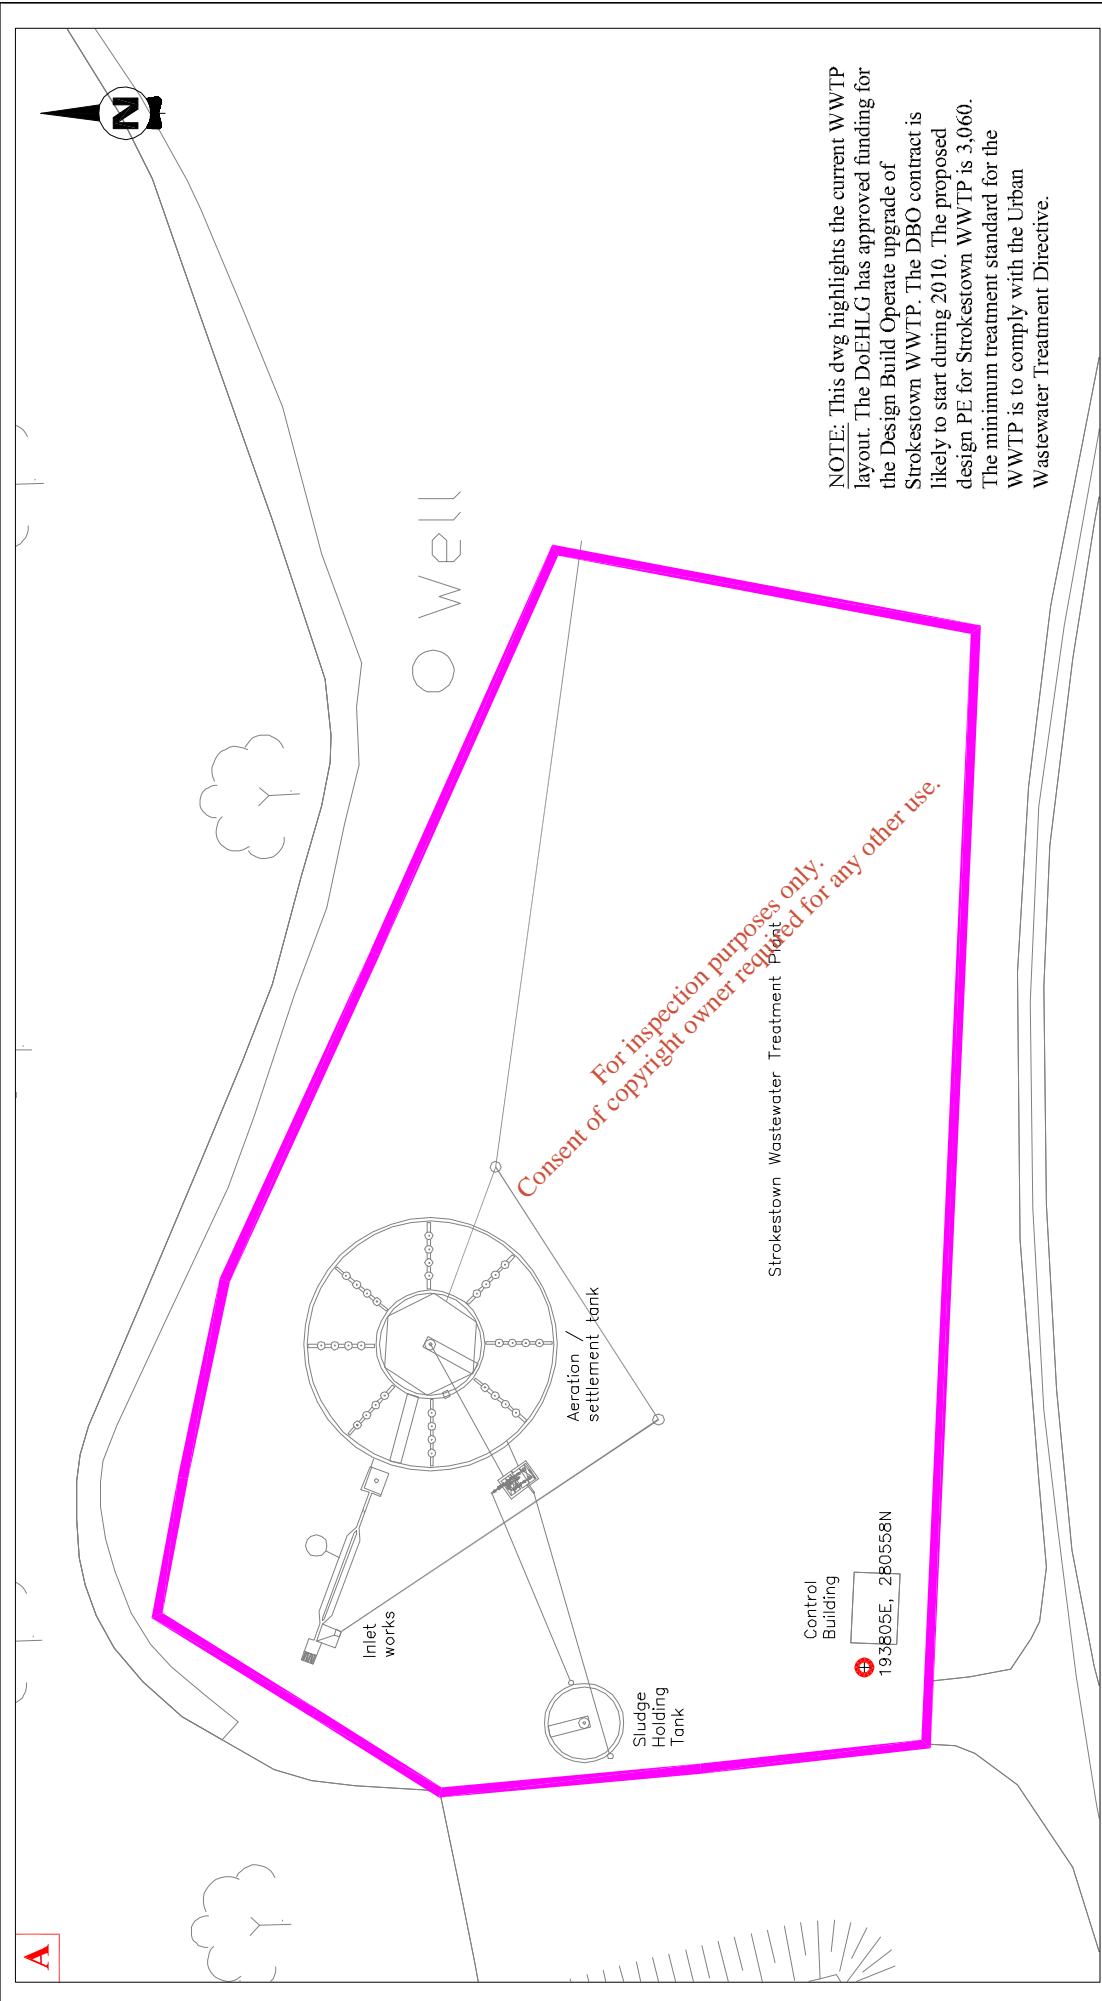 A
N
NOTE: This dwg highlights the current WWTP
layout. The DoEHLG has approved funding for
the Design Build Operate upgrade of
Strokestown WWTP. The DBO contract is
likely to start during 2010. The proposed
design PE for Strokestown WWTP is 3,060.
The minimum treatment standard for the
WWTP is to comply with the Urban
Wastewater Treatment Directive.
Well
Inlet
works
Aeration /
settlement tank
Sludge
Holding
Tank
Strokestown Wastewater Treatment Plant
Control
Building
193805E, 280558N
For inspection purposes only.
Consent of copyright owner required for any other use.